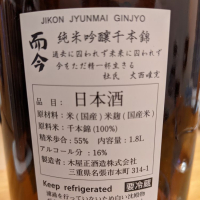 JIKON JYUNMAI GINJYO
而今 純米吟醸千本錦
過去に囚われず未来に囚われず
今をただ精一杯生きる
杜氏 大西唯克
品目：日本酒
原材料：米(国産)米麹(国産米)
原料米：千本錦(100%)
精米歩合：55% 内容量：1.8L
アルコール分：16%
製造者：木屋正酒造合資会社
三重県名張市本町 314-1
Keep refrigerated 要冷蔵